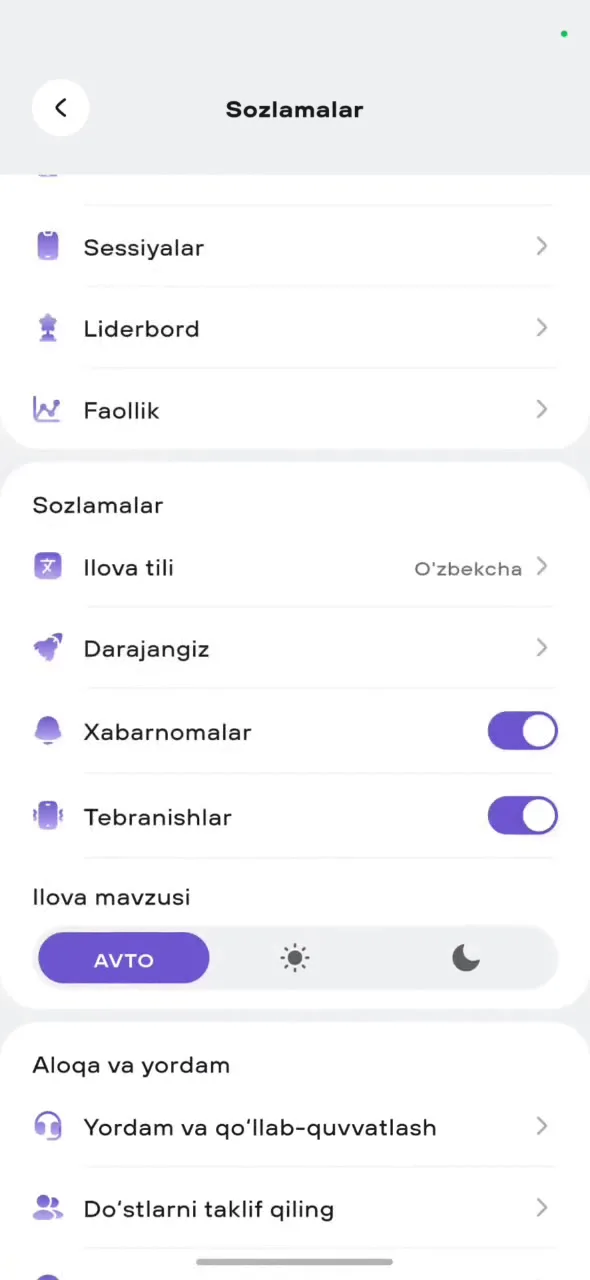 Sozlamalar
Sessiyalar
Liderbord
Faollik
Sozlamalar
Ilova tili
O'zbekcha
Darajangiz
Xabarnomalar
Tebranishlar
Ilova mavzusi
AVTO
Aloqa va yordam
Yordam va qo‘llab-quvvatlash
Do‘stlarni taklif qiling